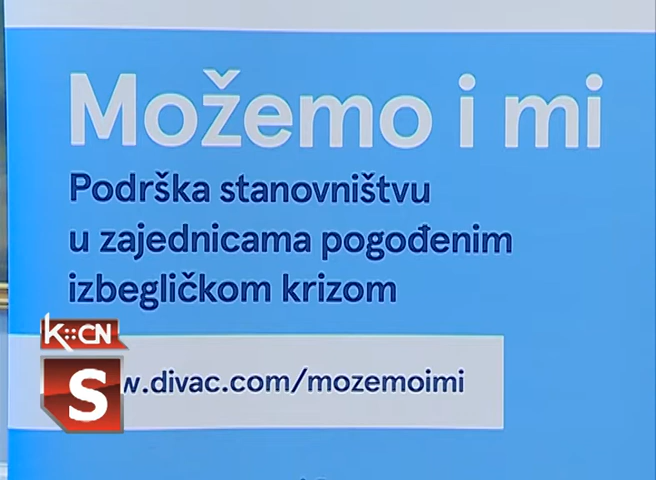 Možemo i mi
Podrška stanovništvu
u zajednicama pogođenim
izbegličkom krizom
w.divac.com/mozemoimi
K::CN
S